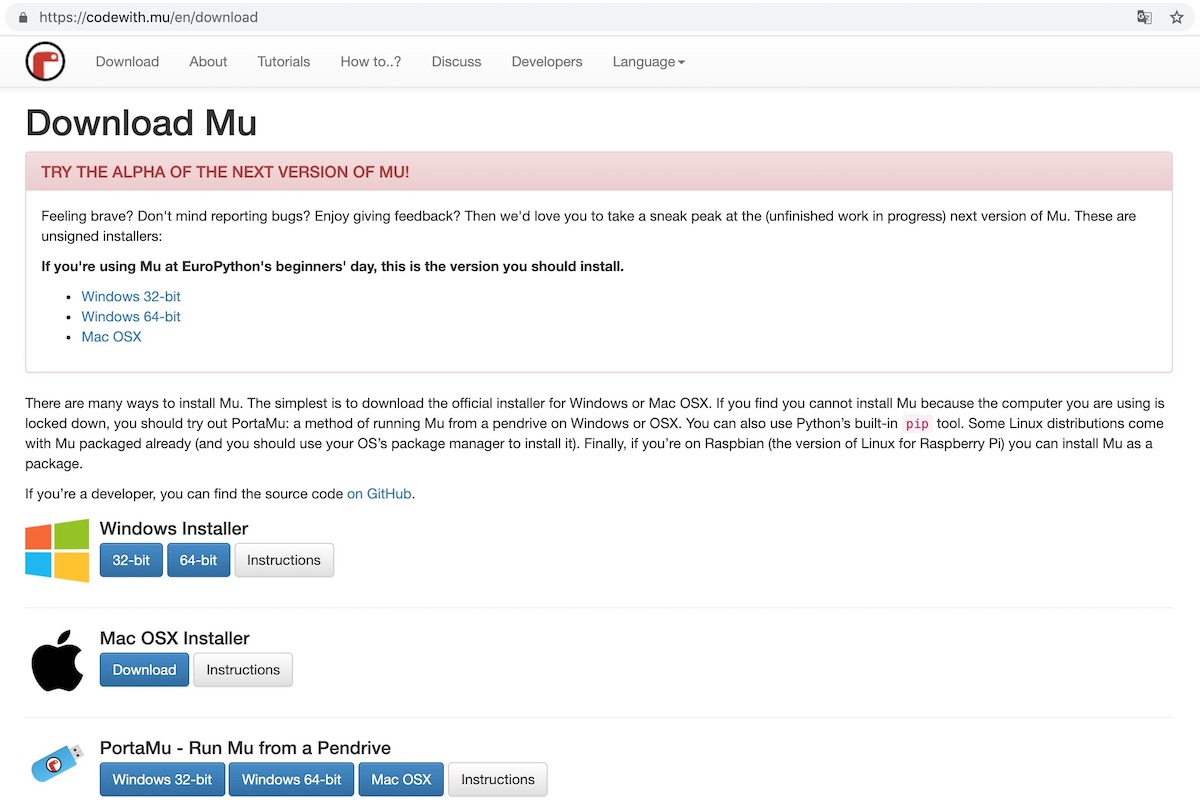 https://codewith.mu/en/download
Download About Tutorials How to..? Discuss Developers Language
Download Mu
TRY THE ALPHA OF THE NEXT VERSION OF MU!
Feeling brave? Don't mind reporting bugs? Enjoy giving feedback? Then we'd love you to take a sneak peak at the (unfinished work in progress) next version of Mu. These are
unsigned installers:
If you're using Mu at EuroPython's beginners' day, this is the version you should install.
• Windows 32-bit
• Windows 64-bit
• Mac OSX
There are many ways to install Mu. The simplest is to download the official installer for Windows or Mac OSX. If you find you cannot install Mu because the computer you are using is
locked down, you should try out PortaMu: a method of running Mu from a pendrive on Windows or OSX. You can also use Python’s built-in pip tool. Some Linux distributions come
with Mu packaged already (and you should use your OS’s package manager to install it). Finally, if you’re on Raspbian (the version of Linux for Raspberry Pi) you can install Mu as a
package.
If you’re a developer, you can find the source code on GitHub.
Windows Installer
32-bit 64-bit Instructions
Mac OSX Installer
Download Instructions
PortaMu - Run Mu from a Pendrive
Windows 32-bit Windows 64-bit Mac OSX Instructions